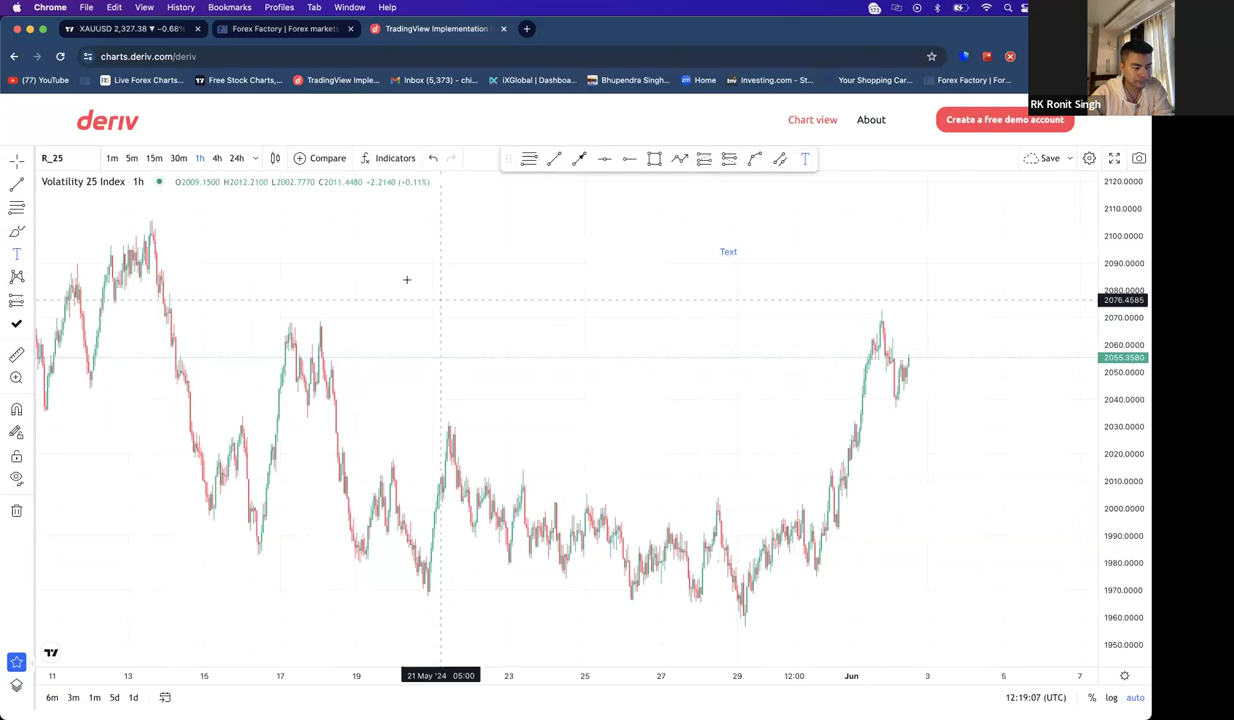 Chrome File Edit View History Bookmarks Profiles Tab Window Help
XAUUSD 2,327.38 ▼ −0.68% Forex Factory | Forex markets TradingView Implementation
charts.deriv.com/deriv
(77) YouTube Live Forex Charts... Free Stock Charts,... TradingView Imple... Inbox (5,373) – chi... iXGlobal | Dashboa... Bhupendra Singh... Home Investing.com - St... Your Shopping Car... Forex Factory | For...
RK Ronit Singh
deriv Chart view About Create a free demo account
R_25 1m 5m 15m 30m 1h 4h 24h Compare Indicators Save
Volatility 25 Index · 1h O2009.1500 H2012.2100 L2002.7770 C2011.4480 +2.2140 (+0.11%)
2120.0000
2110.0000
2100.0000
Text
2090.0000
2080.0000
2076.4585
2070.0000
2060.0000
2055.3580
2050.0000
2040.0000
2030.0000
2020.0000
2010.0000
2000.0000
1990.0000
1980.0000
1970.0000
1960.0000
1950.0000
11 13 15 17 19 21 May '24 05:00 23 25 27 29 12:00 Jun 3 5 7
6m 3m 1m 5d 1d 12:19:07 (UTC) % log auto